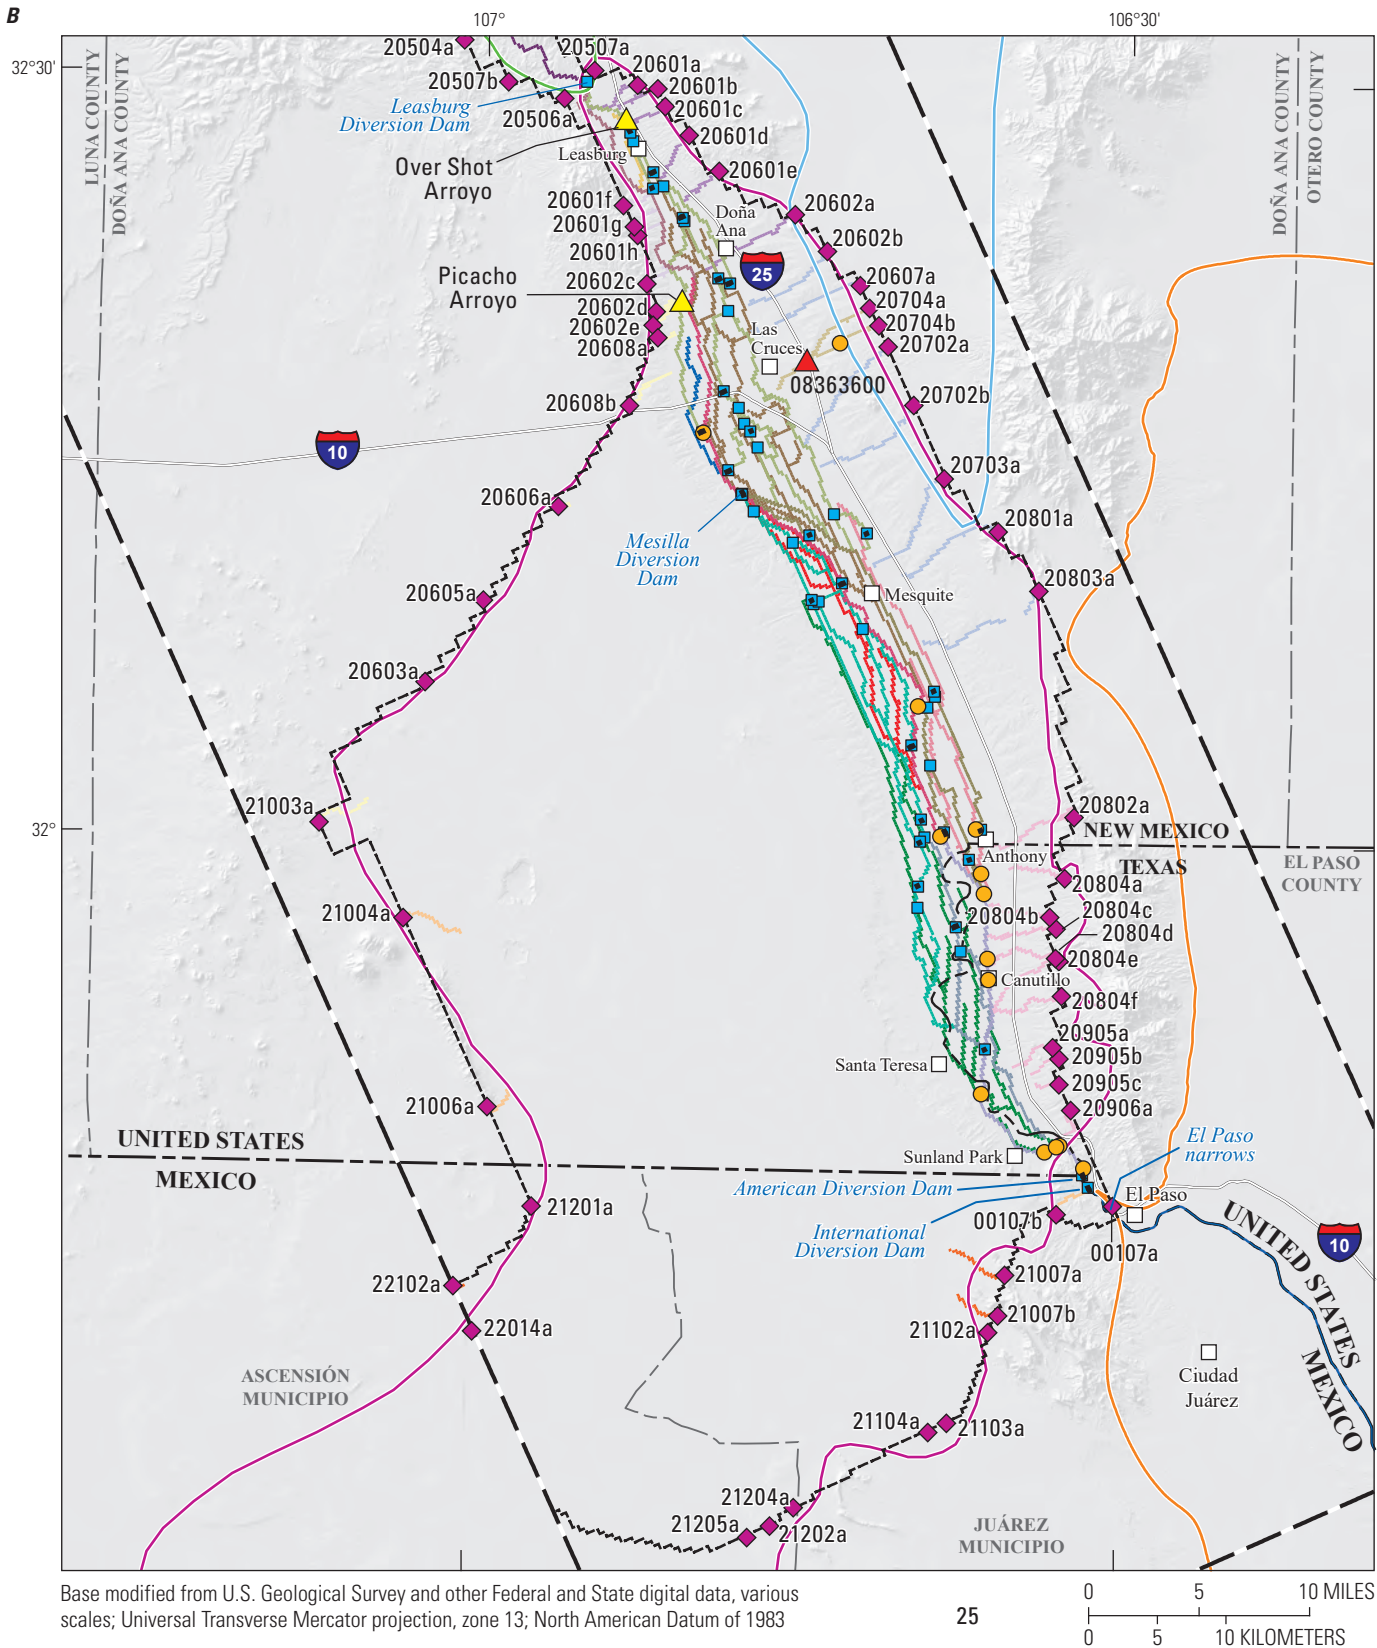 B
107°
106°30'
32°30'
32°
LUNA COUNTY
DOÑA ANA COUNTY
DOÑA ANA COUNTY
OTERO COUNTY
20504a
20507a
20507b
20601a
20601b
20601c
Leasburg
Diversion Dam
20506a
20601d
Over Shot
Arroyo
Leasburg
20601e
20601f
20601g
20601h
Doña
Ana
20602a
20602b
25
Picacho
Arroyo
20602c
20602d
20602e
20608a
20607a
20704a
20704b
20702a
Las
Cruces
08363600
20608b
20702b
10
20703a
20606a
20801a
Mesilla
Diversion
Dam
20803a
20605a
Mesquite
20603a
21003a
20802a
NEW MEXICO
TEXAS
Anthony
EL PASO
COUNTY
20804a
21004a
20804b
20804c
20804d
20804e
Canutillo
20804f
20905a
20905b
Santa Teresa
20905c
21006a
20906a
UNITED STATES
MEXICO
El Paso
narrows
Sunland Park
American Diversion Dam
El Paso
21201a
00107b
UNITED STATES
MEXICO
International
Diversion Dam
00107a
10
22102a
21007a
21007b
22014a
21102a
ASCENSIÓN
MUNICIPIO
Ciudad
Juárez
21104a
21103a
21204a
21205a
21202a
JUÁREZ
MUNICIPIO
Base modified from U.S. Geological Survey and other Federal and State digital data, various
scales; Universal Transverse Mercator projection, zone 13; North American Datum of 1983
25
0 5 10 MILES
0 5 10 KILOMETERS